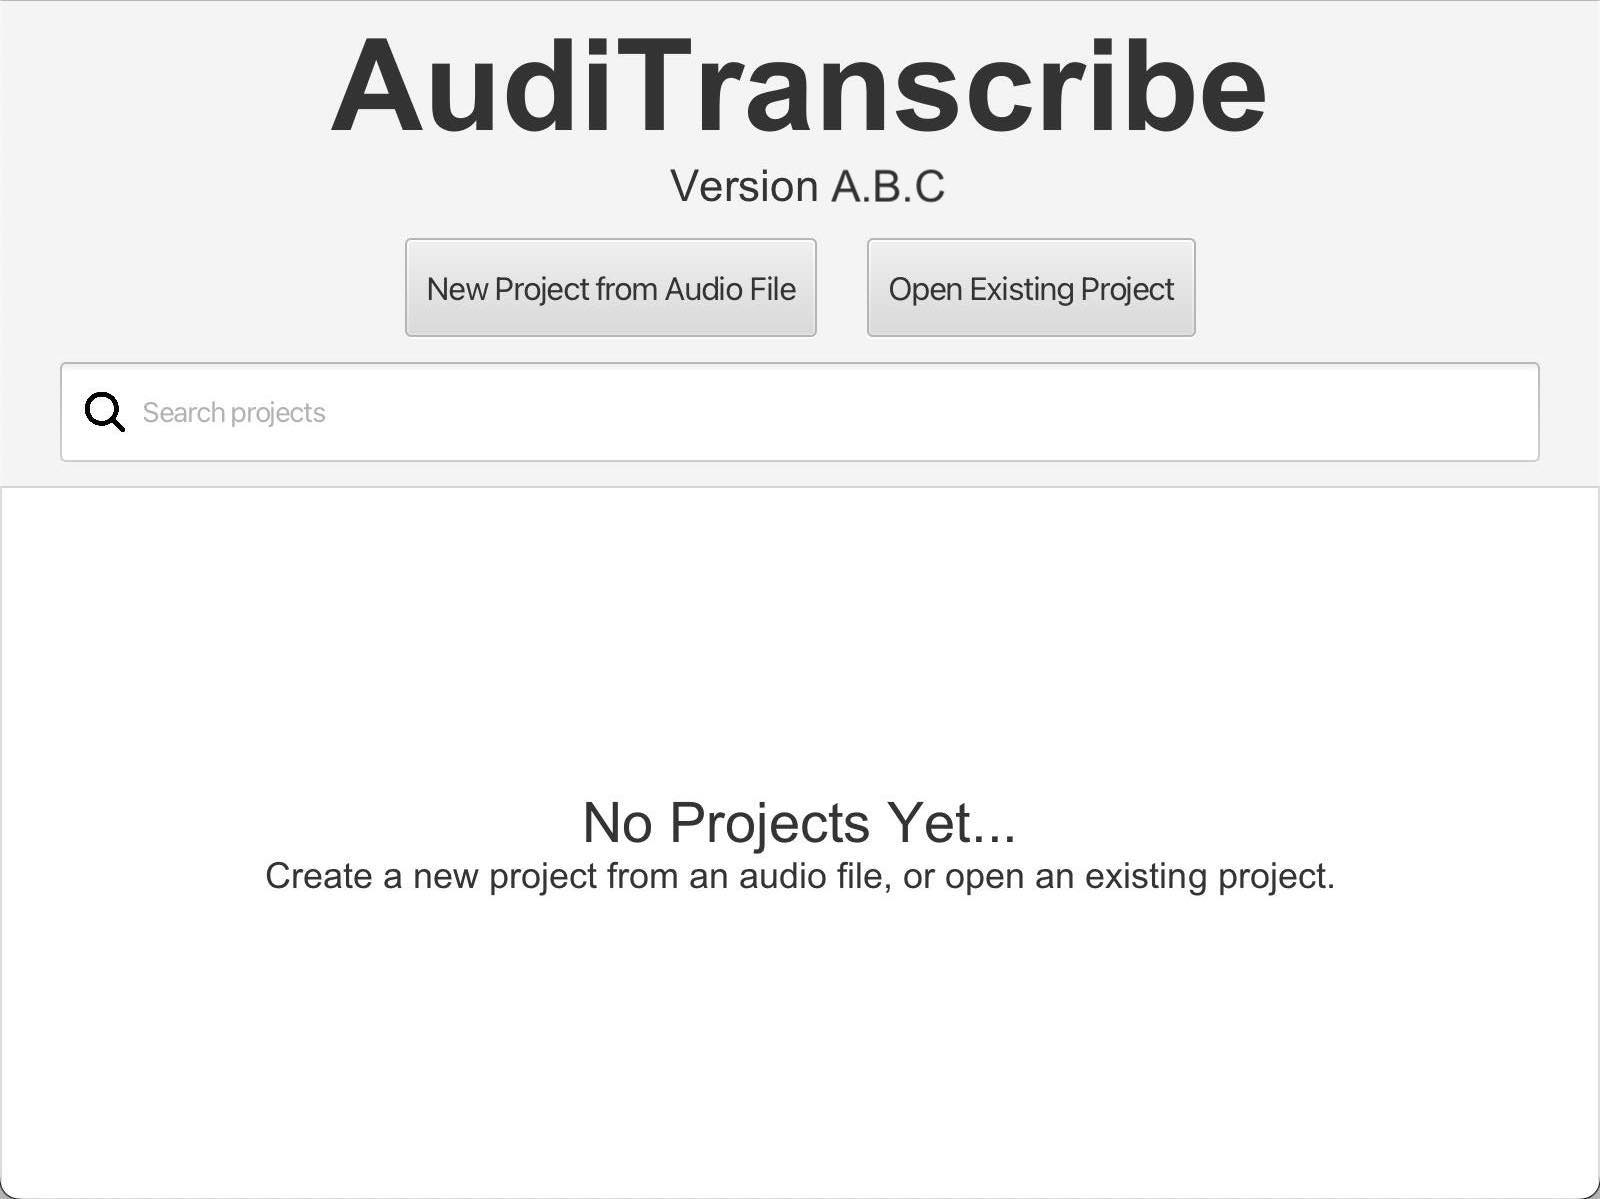 AudiTranscribe
Version A.B.C
New Project from Audio File
Open Existing Project
Search projects
No Projects Yet...
Create a new project from an audio file, or open an existing project.